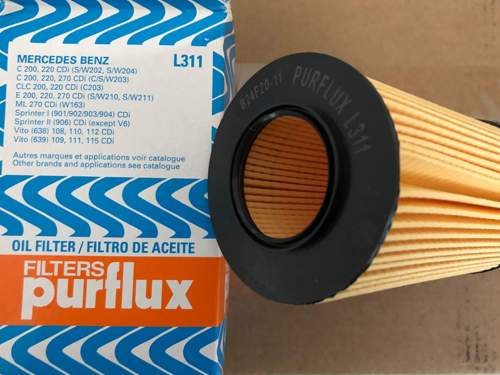 MERCEDES BENZ L311
C 200, 220 CDi (S/W202, S/W204)
C 200, 220, 270 CDi (C/S/W203)
CLC 200, 220 CDi (C203)
E 200, 220, 270 CDi (S/W210, S/W211)
ML 270 CDi (W163)
Sprinter I (901/902/903/904) CDi
Sprinter II (906) CDi (except V6)
Vito (638) 108, 110, 112 CDi
Vito (639) 109, 111, 115 CDi
Autres marques et applications voir catalogue
Other brands and applications see catalogue
OIL FILTER / FILTRO DE ACEITE
FILTERS
purflux
B24F20-11 PURFLUX L311